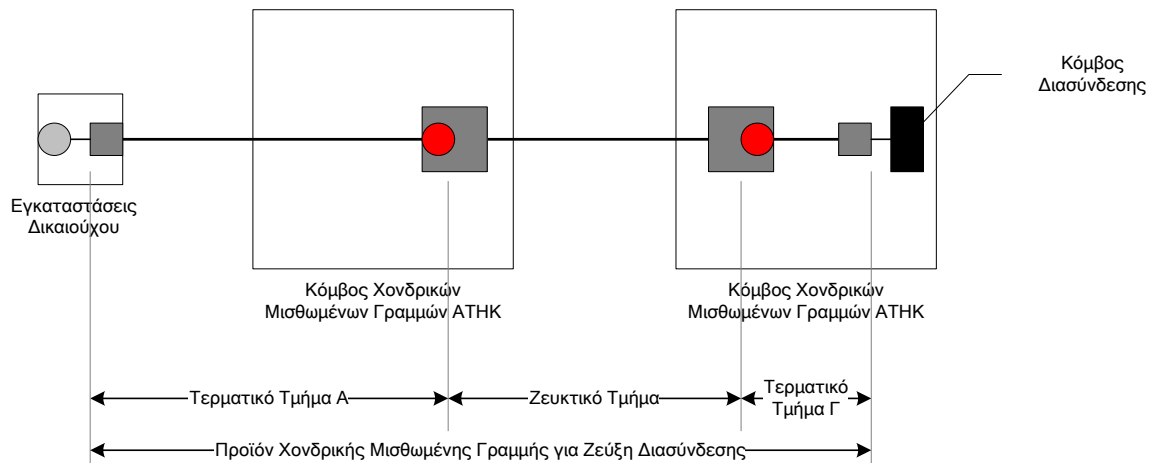 Κόμβος
Διασύνδεσης
Εγκαταστάσεις
Δικαιούχου
Κόμβος Χονδρικών
Μισθωμένων Γραμμών ΑΤΗΚ
Κόμβος Χονδρικών
Μισθωμένων Γραμμών ΑΤΗΚ
Τερματικό Τμήμα Α
Ζευκτικό Τμήμα
Τερματικό
Τμήμα Γ
Προϊόν Χονδρικής Μισθωμένης Γραμμής για Ζεύξη Διασύνδεσης